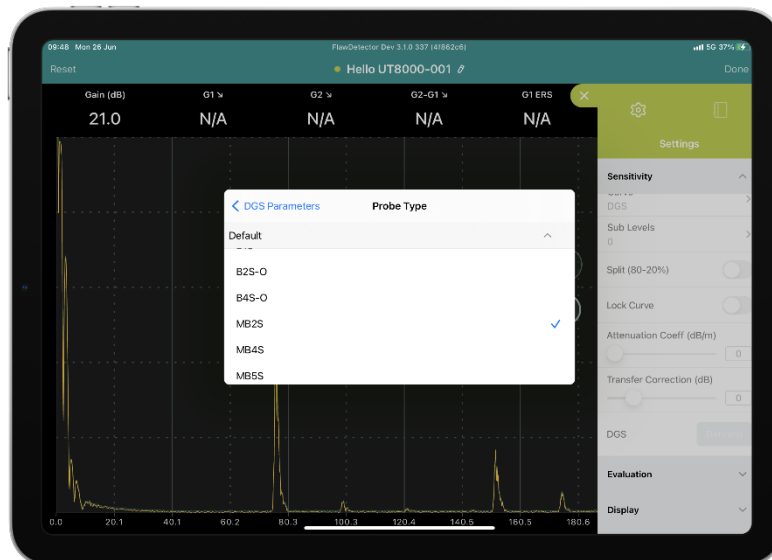 09:48 Mon 26 Jun
FlawDetector Dev 3.1.0 337 (4f862c6)
5G 37%
Reset
Hello UT8000-001
Done
Gain (dB)
G1
G2
G2-G1
G1 ERS
21.0
N/A
N/A
N/A
N/A
Settings
Sensitivity
DGS
Sub Levels
0
Split (80-20%)
Lock Curve
Attenuation Coeff (dB/m)
0
Transfer Correction (dB)
0
DGS
Evaluation
Display
DGS Parameters
Probe Type
Default
B2S-O
B4S-O
MB2S
MB4S
MB5S
0.0
20.1
40.1
60.2
80.3
100.3
120.4
140.5
160.5
180.6